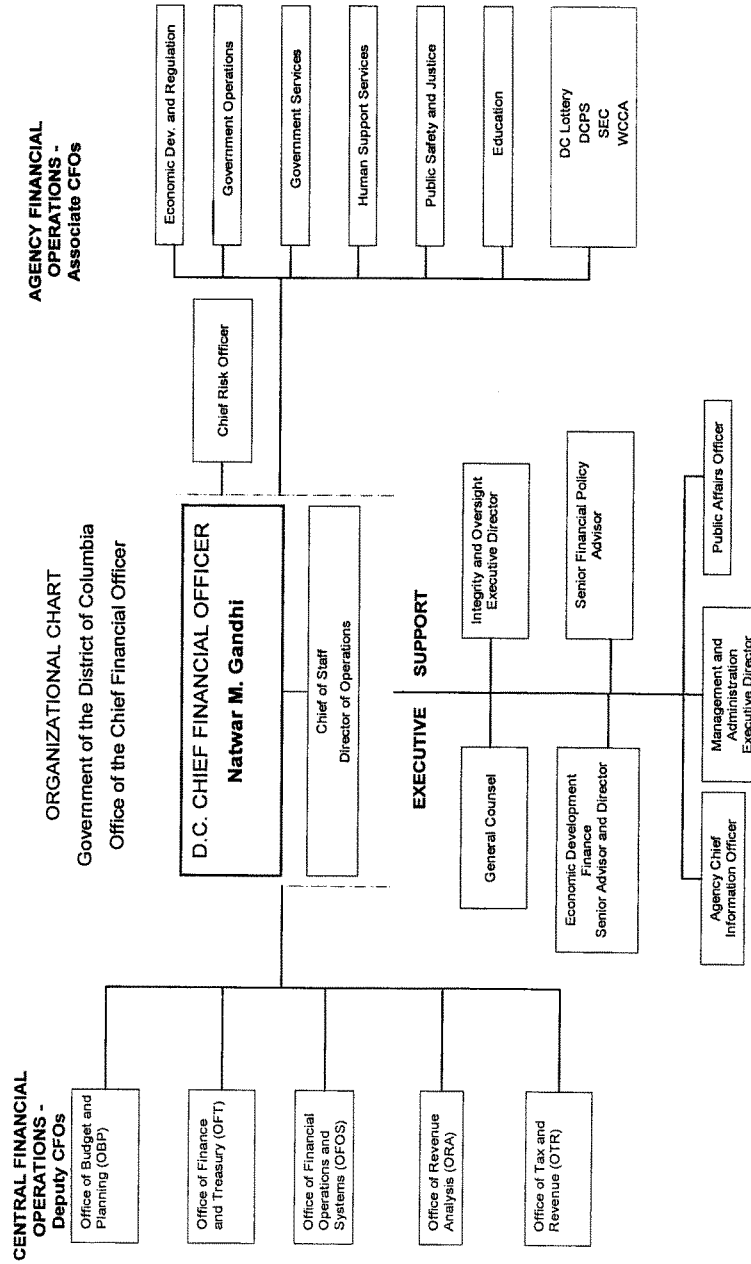 ORGANIZATIONAL CHART
Government of the District of Columbia
Office of the Chief Financial Officer
CENTRAL FINANCIAL
OPERATIONS -
Deputy CFOs
Office of Budget and
Planning (OBP)
Office of Finance
and Treasury (OFT)
Office of Financial
Operations and
Systems (OFOS)
Office of Revenue
Analysis (ORA)
Office of Tax and
Revenue (OTR)
D.C. CHIEF FINANCIAL OFFICER
Natwar M. Gandhi
Chief of Staff
Director of Operations
Chief Risk Officer
EXECUTIVE SUPPORT
General Counsel
Integrity and Oversight
Executive Director
Economic Development
Finance
Senior Advisor and Director
Senior Financial Policy
Advisor
Agency Chief
Information Officer
Management and
Administration
Executive Director
Public Affairs Officer
AGENCY FINANCIAL
OPERATIONS -
Associate CFOs
Economic Dev. and Regulation
Government Operations
Government Services
Human Support Services
Public Safety and Justice
Education
DC Lottery
DCPS
SEC
WCCA